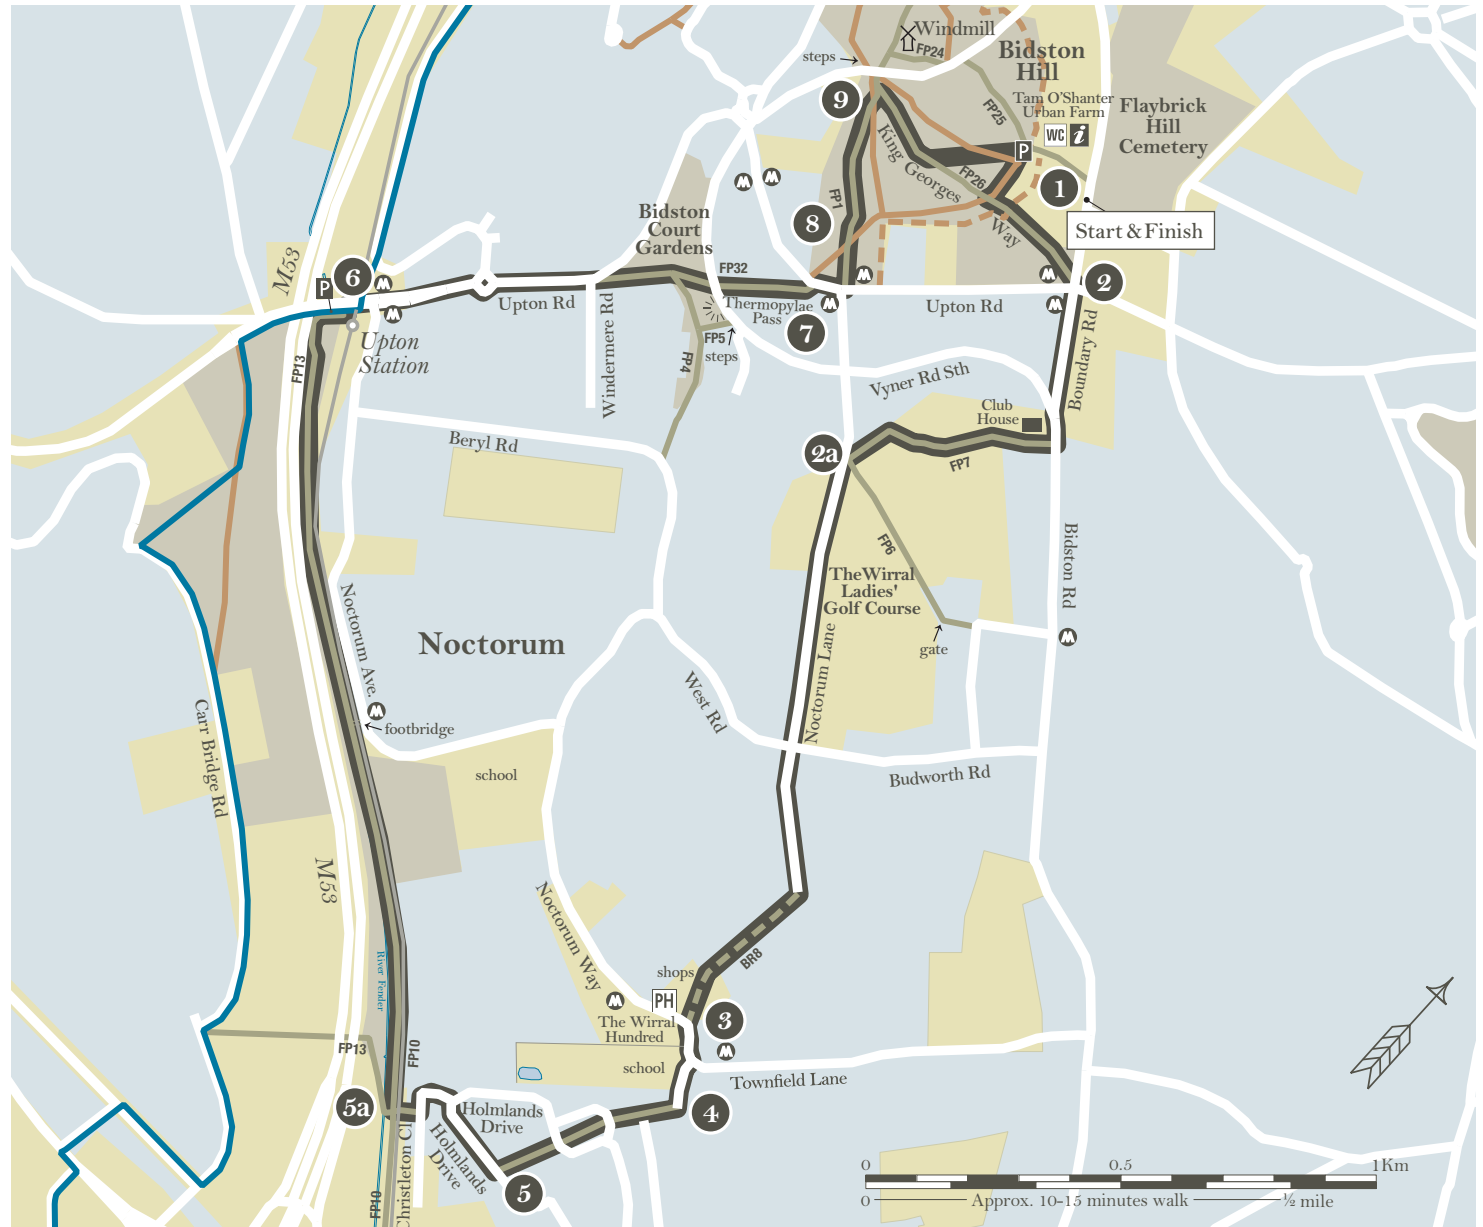 Windmill
FP24
steps
Bidston
Hill
9
FP25
Tam O'Shanter
Urban Farm
WC
i
Flaybrick
Hill
Cemetery
King Georges
Way
P
FP26
1
Start & Finish
FP1
8
Bidston
Court
Gardens
M53
6
P
FP32
2
Upton Rd
Thermopylae
Pass
Upton Rd
7
Windermere Rd
FP5
steps
FP4
Upton
Station
FP13
Boundary Rd
Vyner Rd Sth
Club
House
Beryl Rd
2a
FP7
FP6
Bidston Rd
The Wirral
Ladies'
Golf Course
Noctorum Ave.
Noctorum
gate
Noctorum Lane
West Rd
Carr Bridge Rd
footbridge
school
Budworth Rd
M53
Noctorum Way
River Fender
BR8
shops
PH
The Wirral
Hundred
3
FP13
FP10
school
Townfield Lane
5a
4
Holmlands
Drive
Holmlands
Drive
Christleton Cl
FP10
5
0
0.5
1Km
0
Approx. 10-15 minutes walk
½ mile